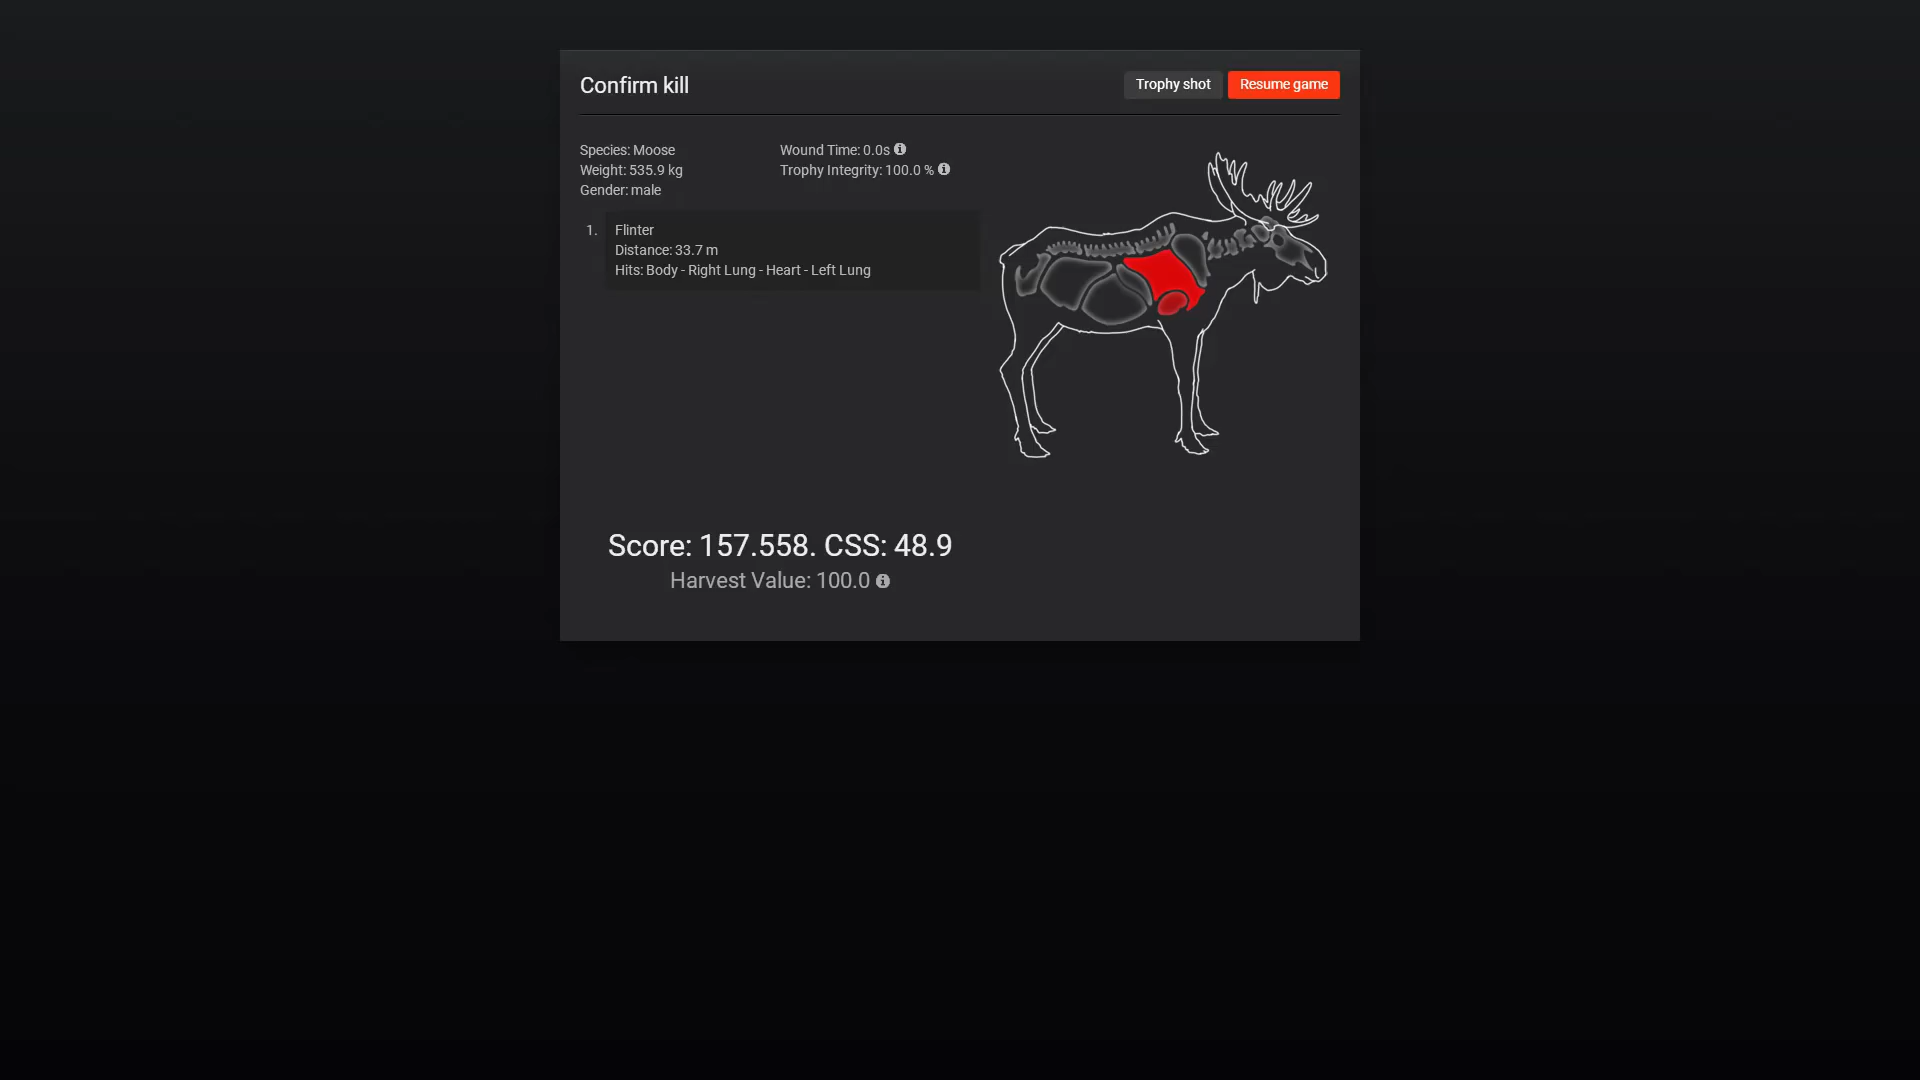 Confirm kill
Trophy shot
Resume game
Species: Moose
Weight: 535.9 kg
Gender: male
Wound Time: 0.0s
Trophy Integrity: 100.0 %
1.
Flinter
Distance: 33.7 m
Hits: Body - Right Lung - Heart - Left Lung
Score: 157.558. CSS: 48.9
Harvest Value: 100.0